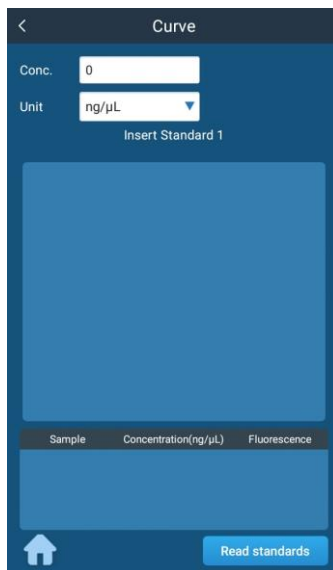 Curve
Conc. 0
Unit ng/µL
Insert Standard 1
Sample Concentration(ng/µL) Fluorescence
Read standards